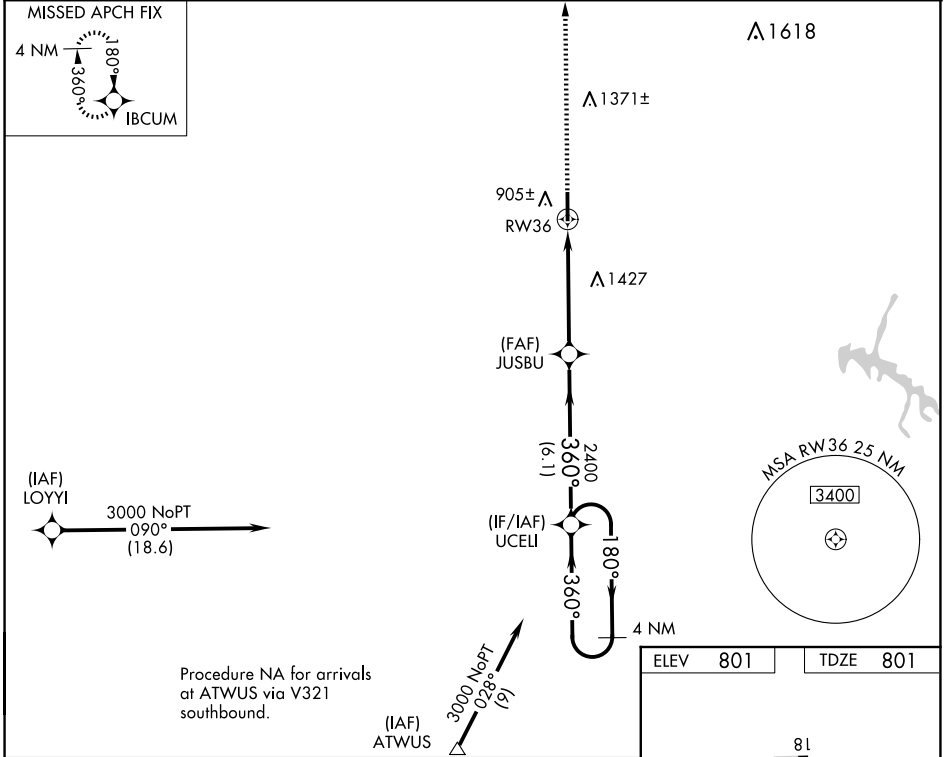 MISSED APCH FIX
4 NM
180°
360°
IBCUM
1618
1371±
905±
RW36
1427
(FAF)
JUSBU
2400
360°
(6.1)
MSA RW36 25 NM
3400
(IAF)
LOYYI
3000 NoPT
090°
(18.6)
(IF/IAF)
UCELI
180°
360°
4 NM
3000 NoPT
028°
(9)
Procedure NA for arrivals
at ATWUS via V321
southbound.
(IAF)
ATWUS
ELEV 801
TDZE 801
18